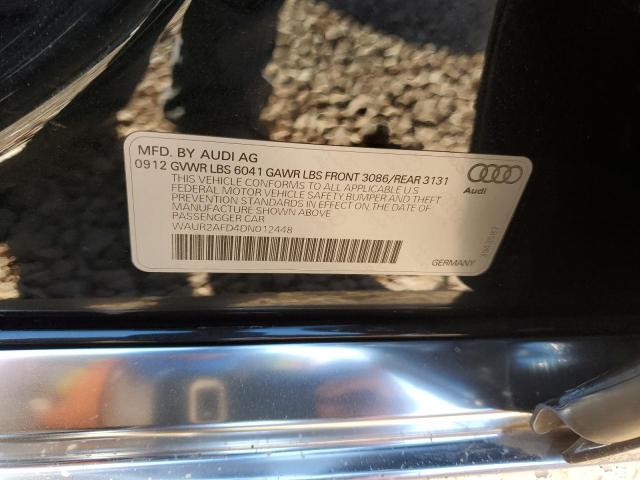 MFD. BY AUDI AG
0912 GVWR LBS 6041 GAWR LBS FRONT 3086/REAR 3131
THIS VEHICLE CONFORMS TO ALL APPLICABLE U.S
FEDERAL MOTOR VEHICLE SAFETY,BUMPER AND THEFT
PREVENTION STANDARDS IN EFFECT ON THE DATE OF
MANUFACTURE SHOWN ABOVE
PASSENGGER CAR
WAUR2AFD4DN012448
Audi
GERMANY